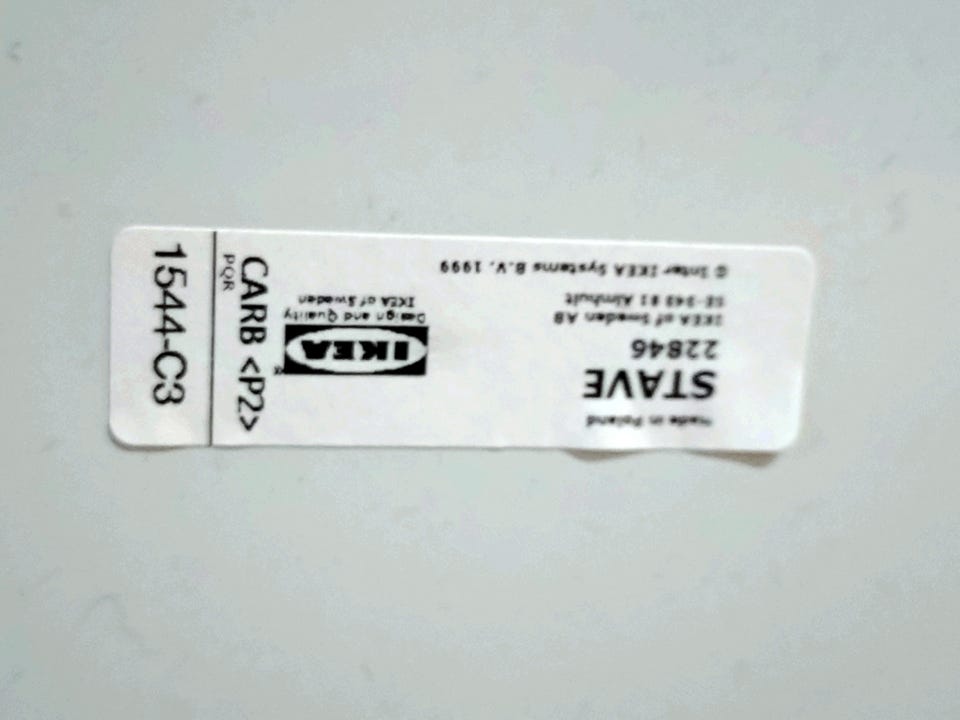 made in Poland
STAVE
22846
IKEA of Sweden AB
SE-343 81 Älmhult
© Inter IKEA Systems B.V. 1999
IKEA
Design and Quality
IKEA of Sweden
CARB <P2>
PQR
1544-C3